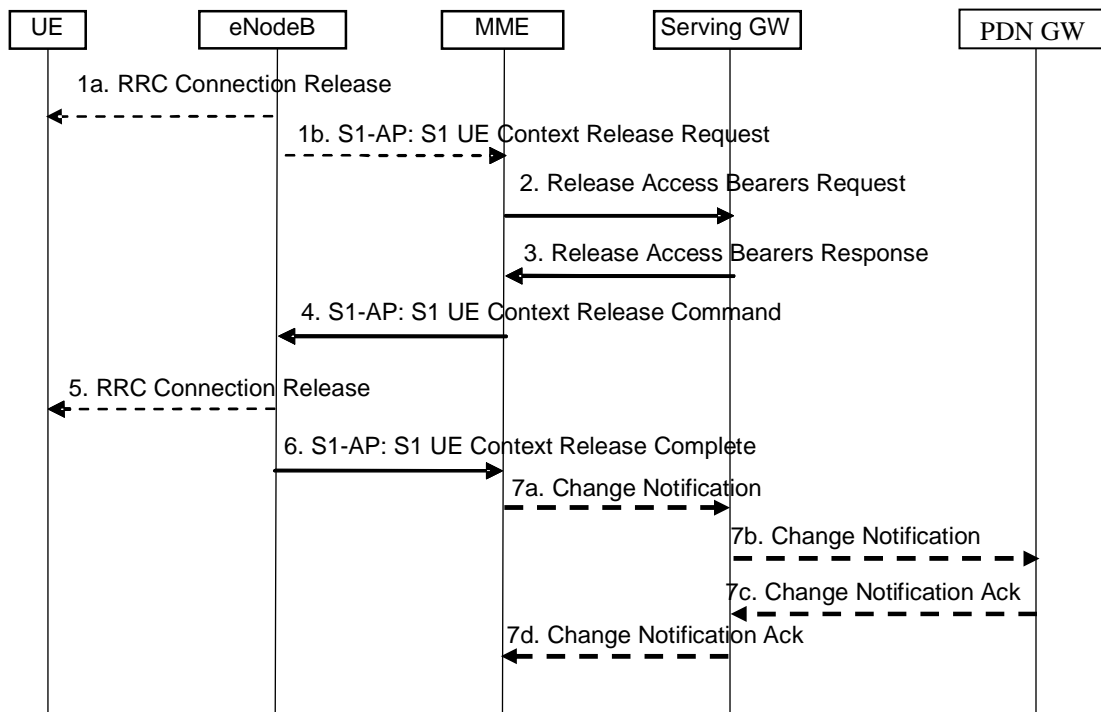 UE
eNodeB
MME
Serving GW
PDN GW
1a. RRC Connection Release
1b. S1-AP: S1 UE Context Release Request
2. Release Access Bearers Request
3. Release Access Bearers Response
4. S1-AP: S1 UE Context Release Command
5. RRC Connection Release
6. S1-AP: S1 UE Context Release Complete
7a. Change Notification
7b. Change Notification
7c. Change Notification Ack
7d. Change Notification Ack